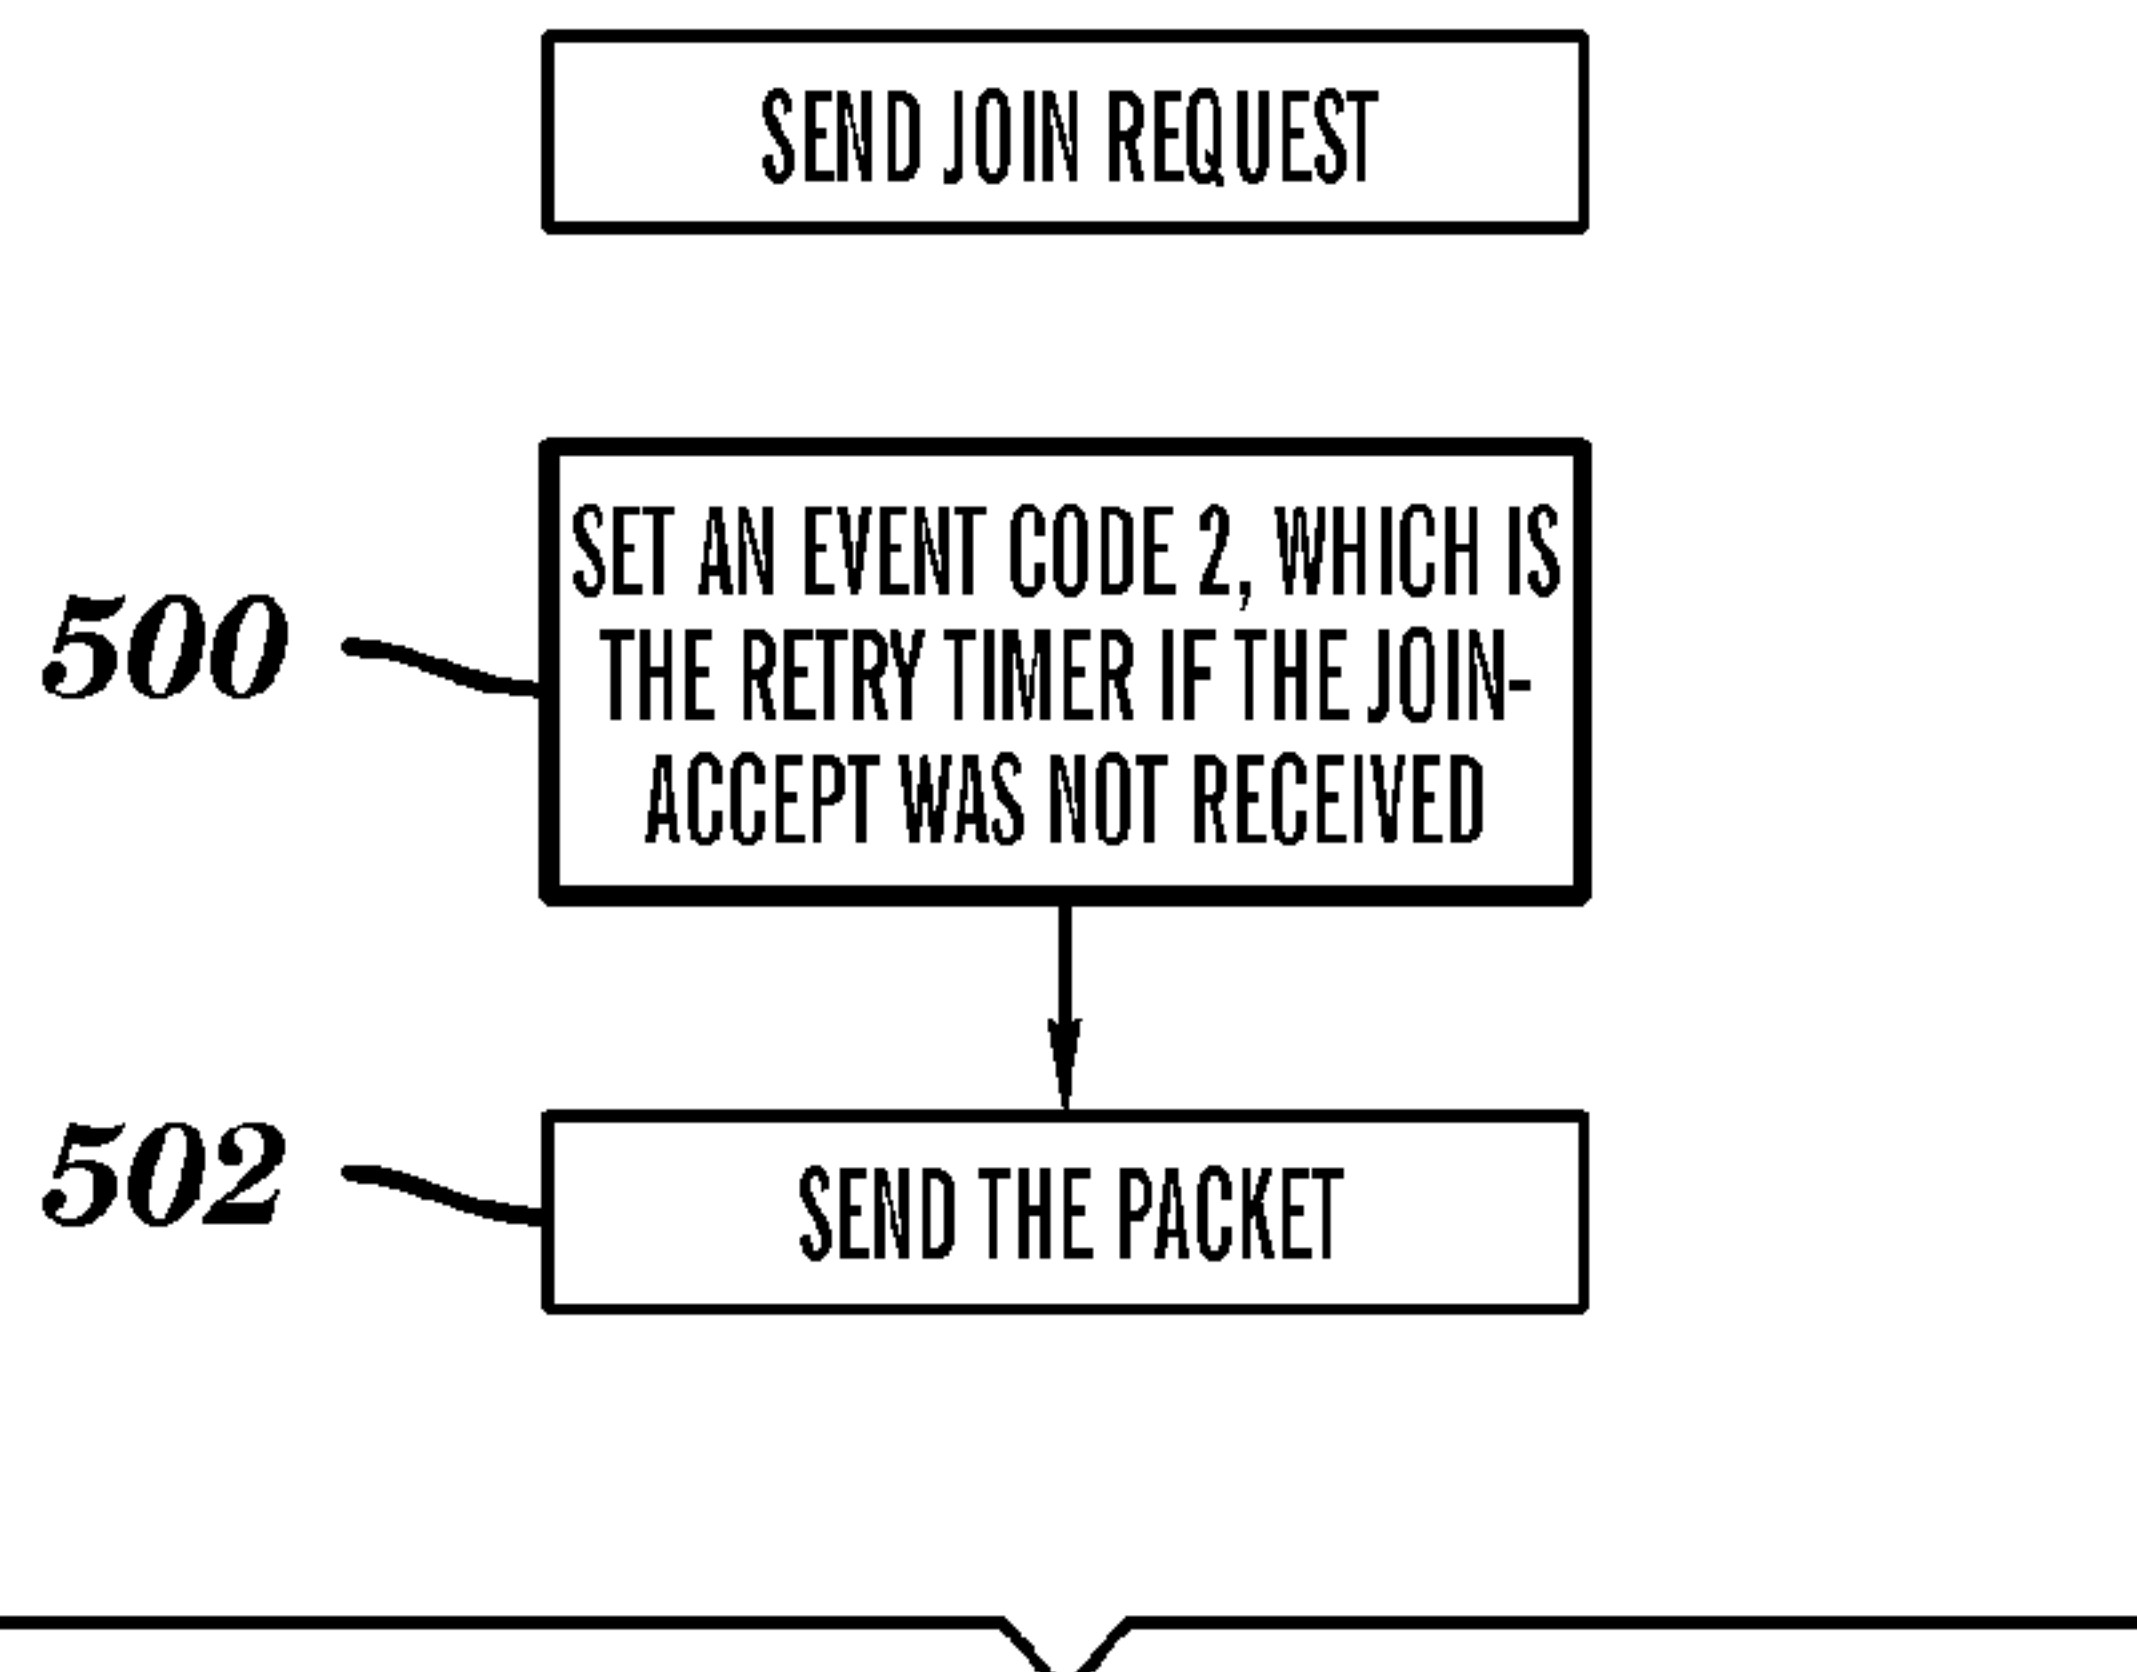 SEND JOIN REQUEST
SET AN EVENT CODE 2, WHICH IS
THE RETRY TIMER IF THE JOIN-
ACCEPT WAS NOT RECEIVED
500
502
SEND THE PACKET